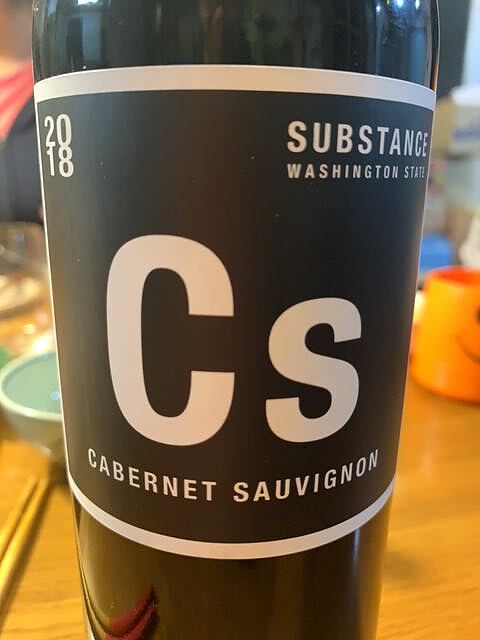 20
18
SUBSTANCE
WASHINGTON STATE
Cs
CABERNET SAUVIGNON